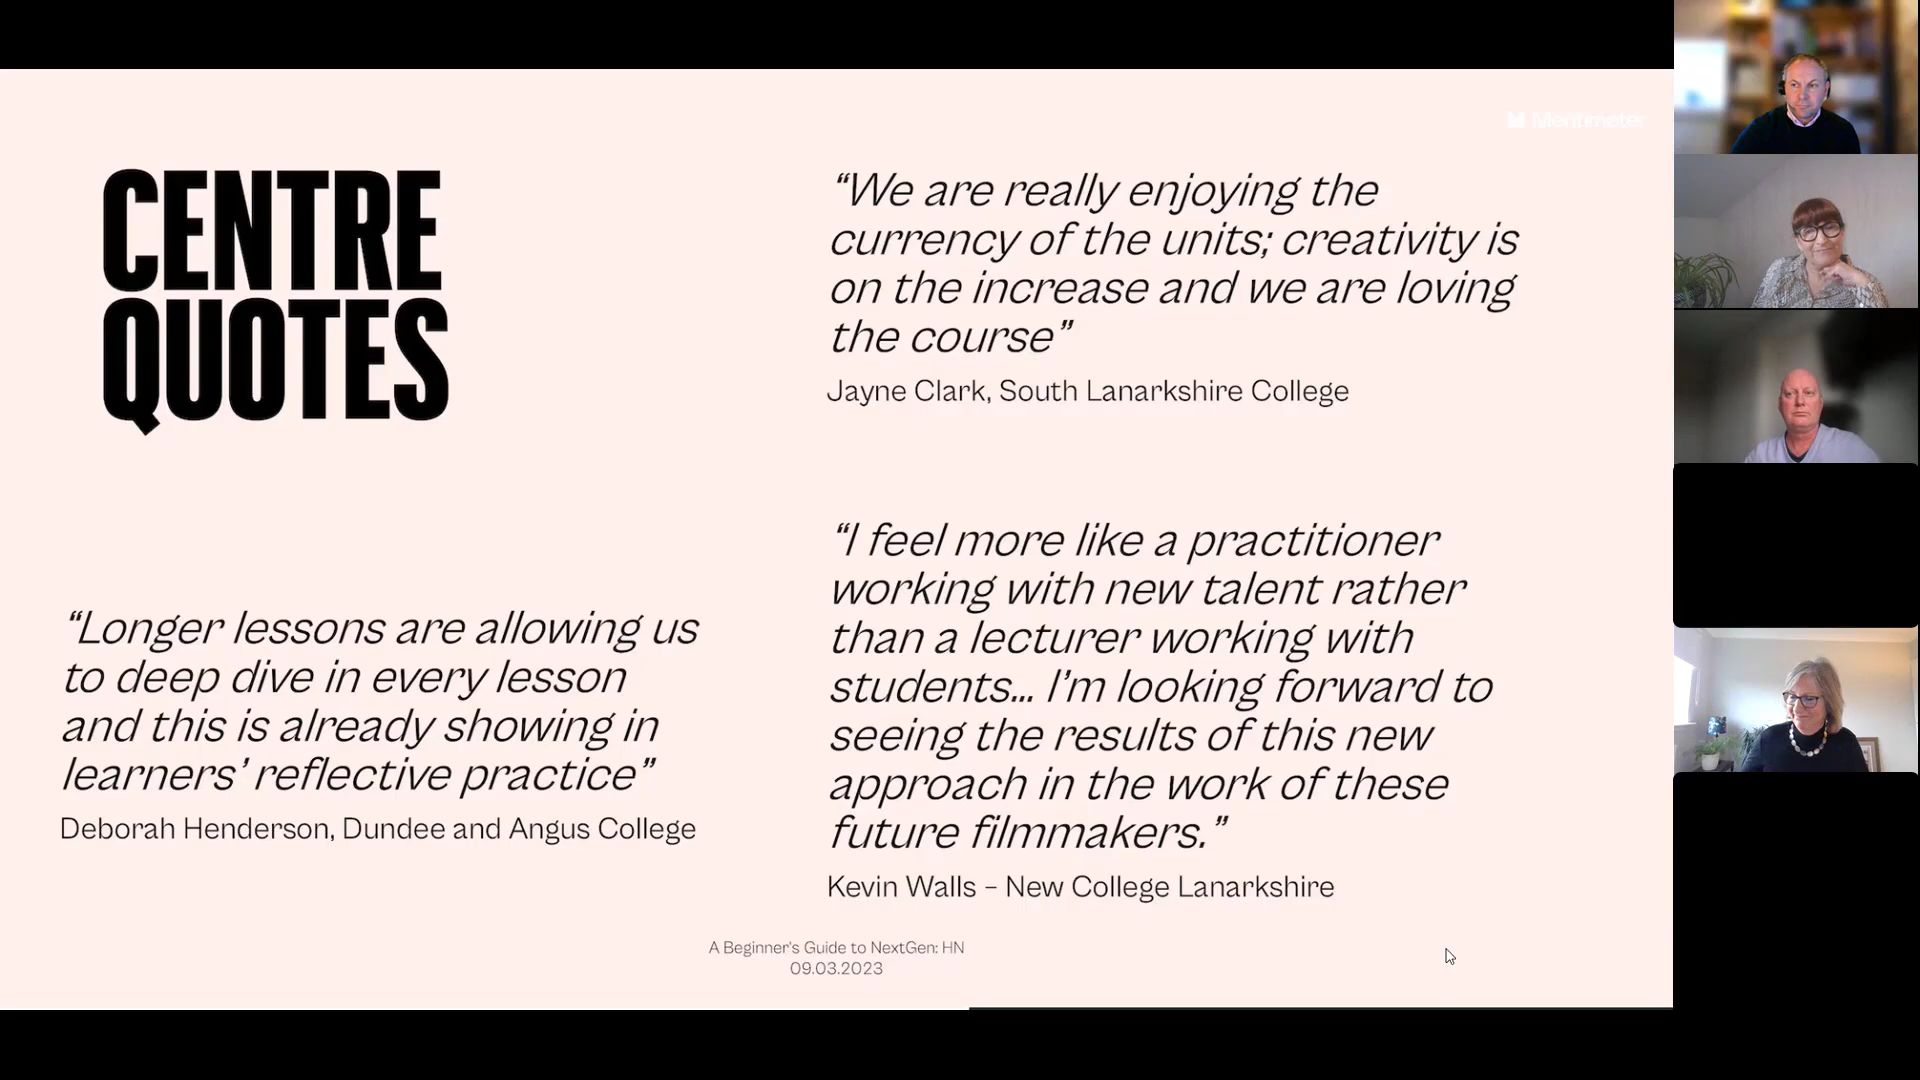 Mentimeter
CENTRE
QUOTES
“Longer lessons are allowing us
to deep dive in every lesson
and this is already showing in
learners’ reflective practice”
Deborah Henderson, Dundee and Angus College
“We are really enjoying the
currency of the units; creativity is
on the increase and we are loving
the course”
Jayne Clark, South Lanarkshire College
“I feel more like a practitioner
working with new talent rather
than a lecturer working with
students... I’m looking forward to
seeing the results of this new
approach in the work of these
future filmmakers.”
Kevin Walls – New College Lanarkshire
A Beginner's Guide to NextGen: HN
09.03.2023